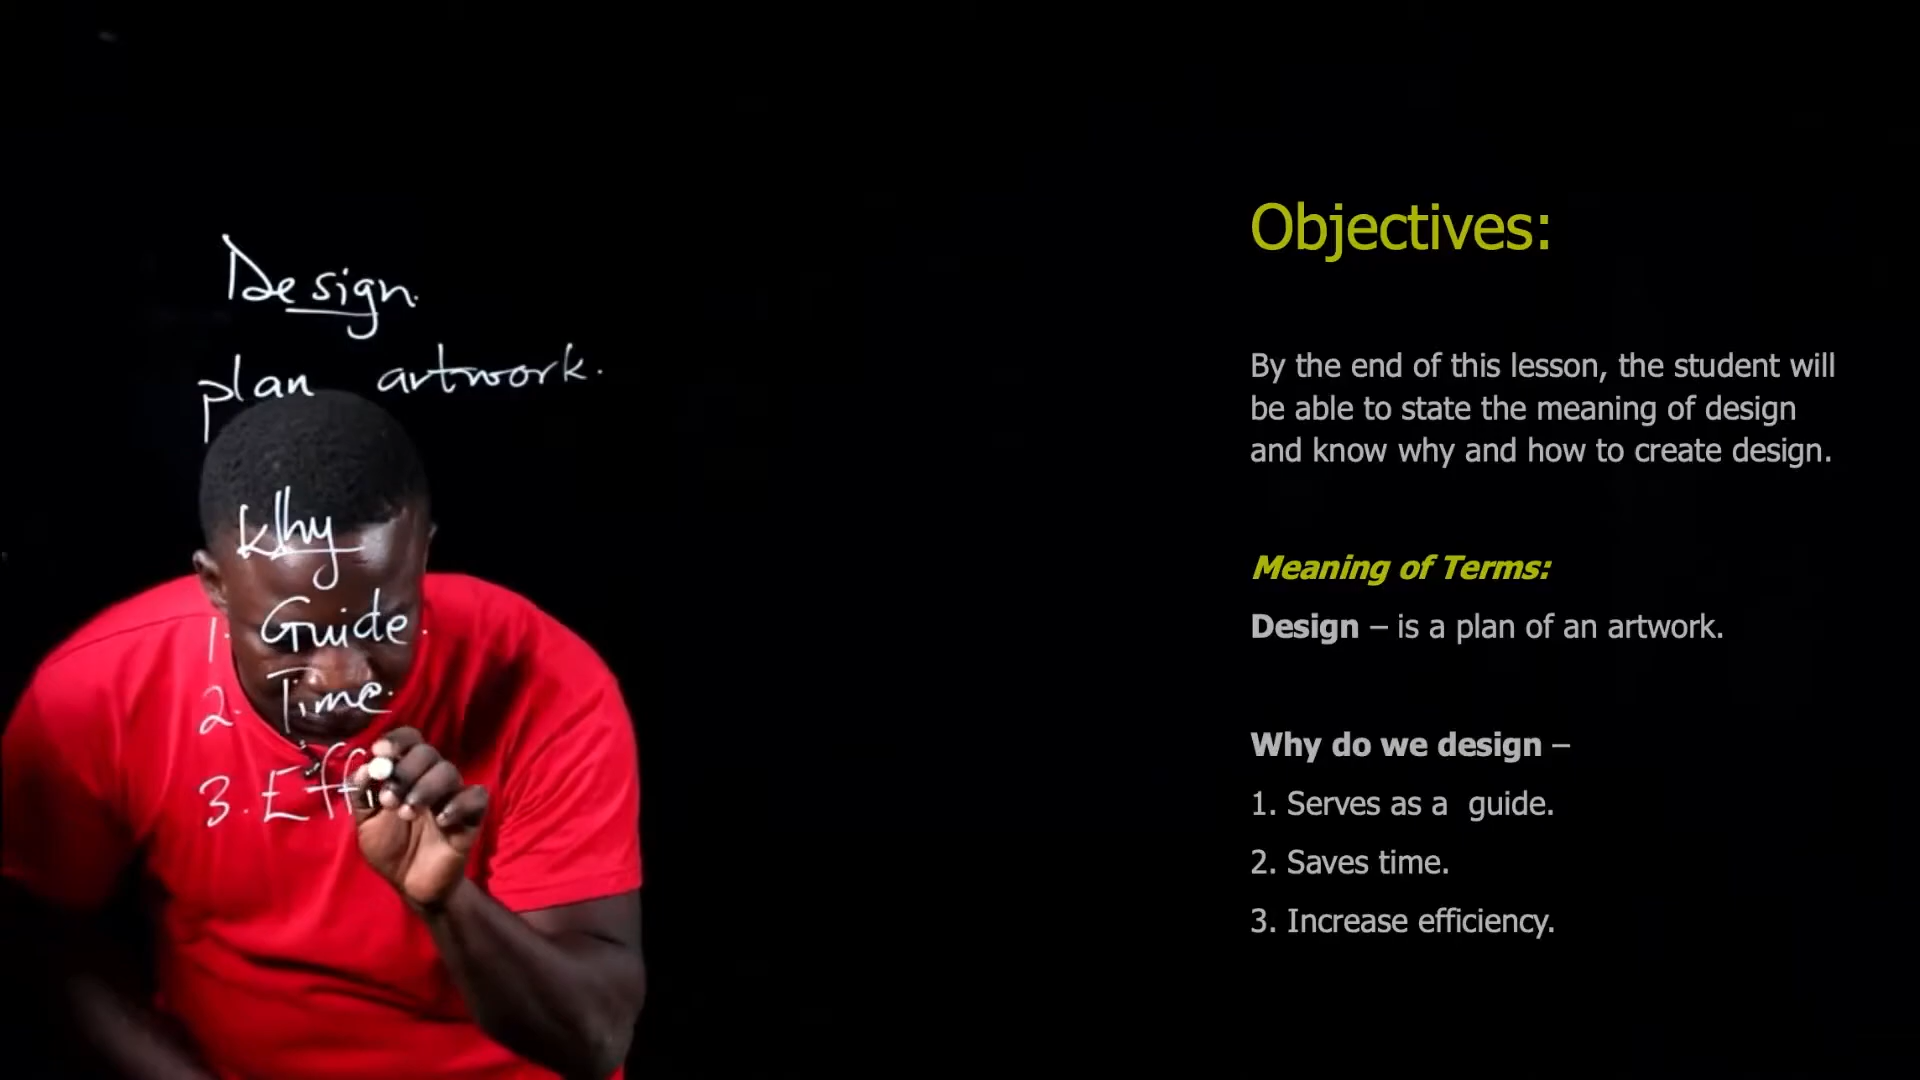 Design.
plan artwork.
Why
1. Guide.
2. Time.
3. Effi
Objectives:
By the end of this lesson, the student will
be able to state the meaning of design
and know why and how to create design.
Meaning of Terms:
Design – is a plan of an artwork.
Why do we design –
1. Serves as a guide.
2. Saves time.
3. Increase efficiency.